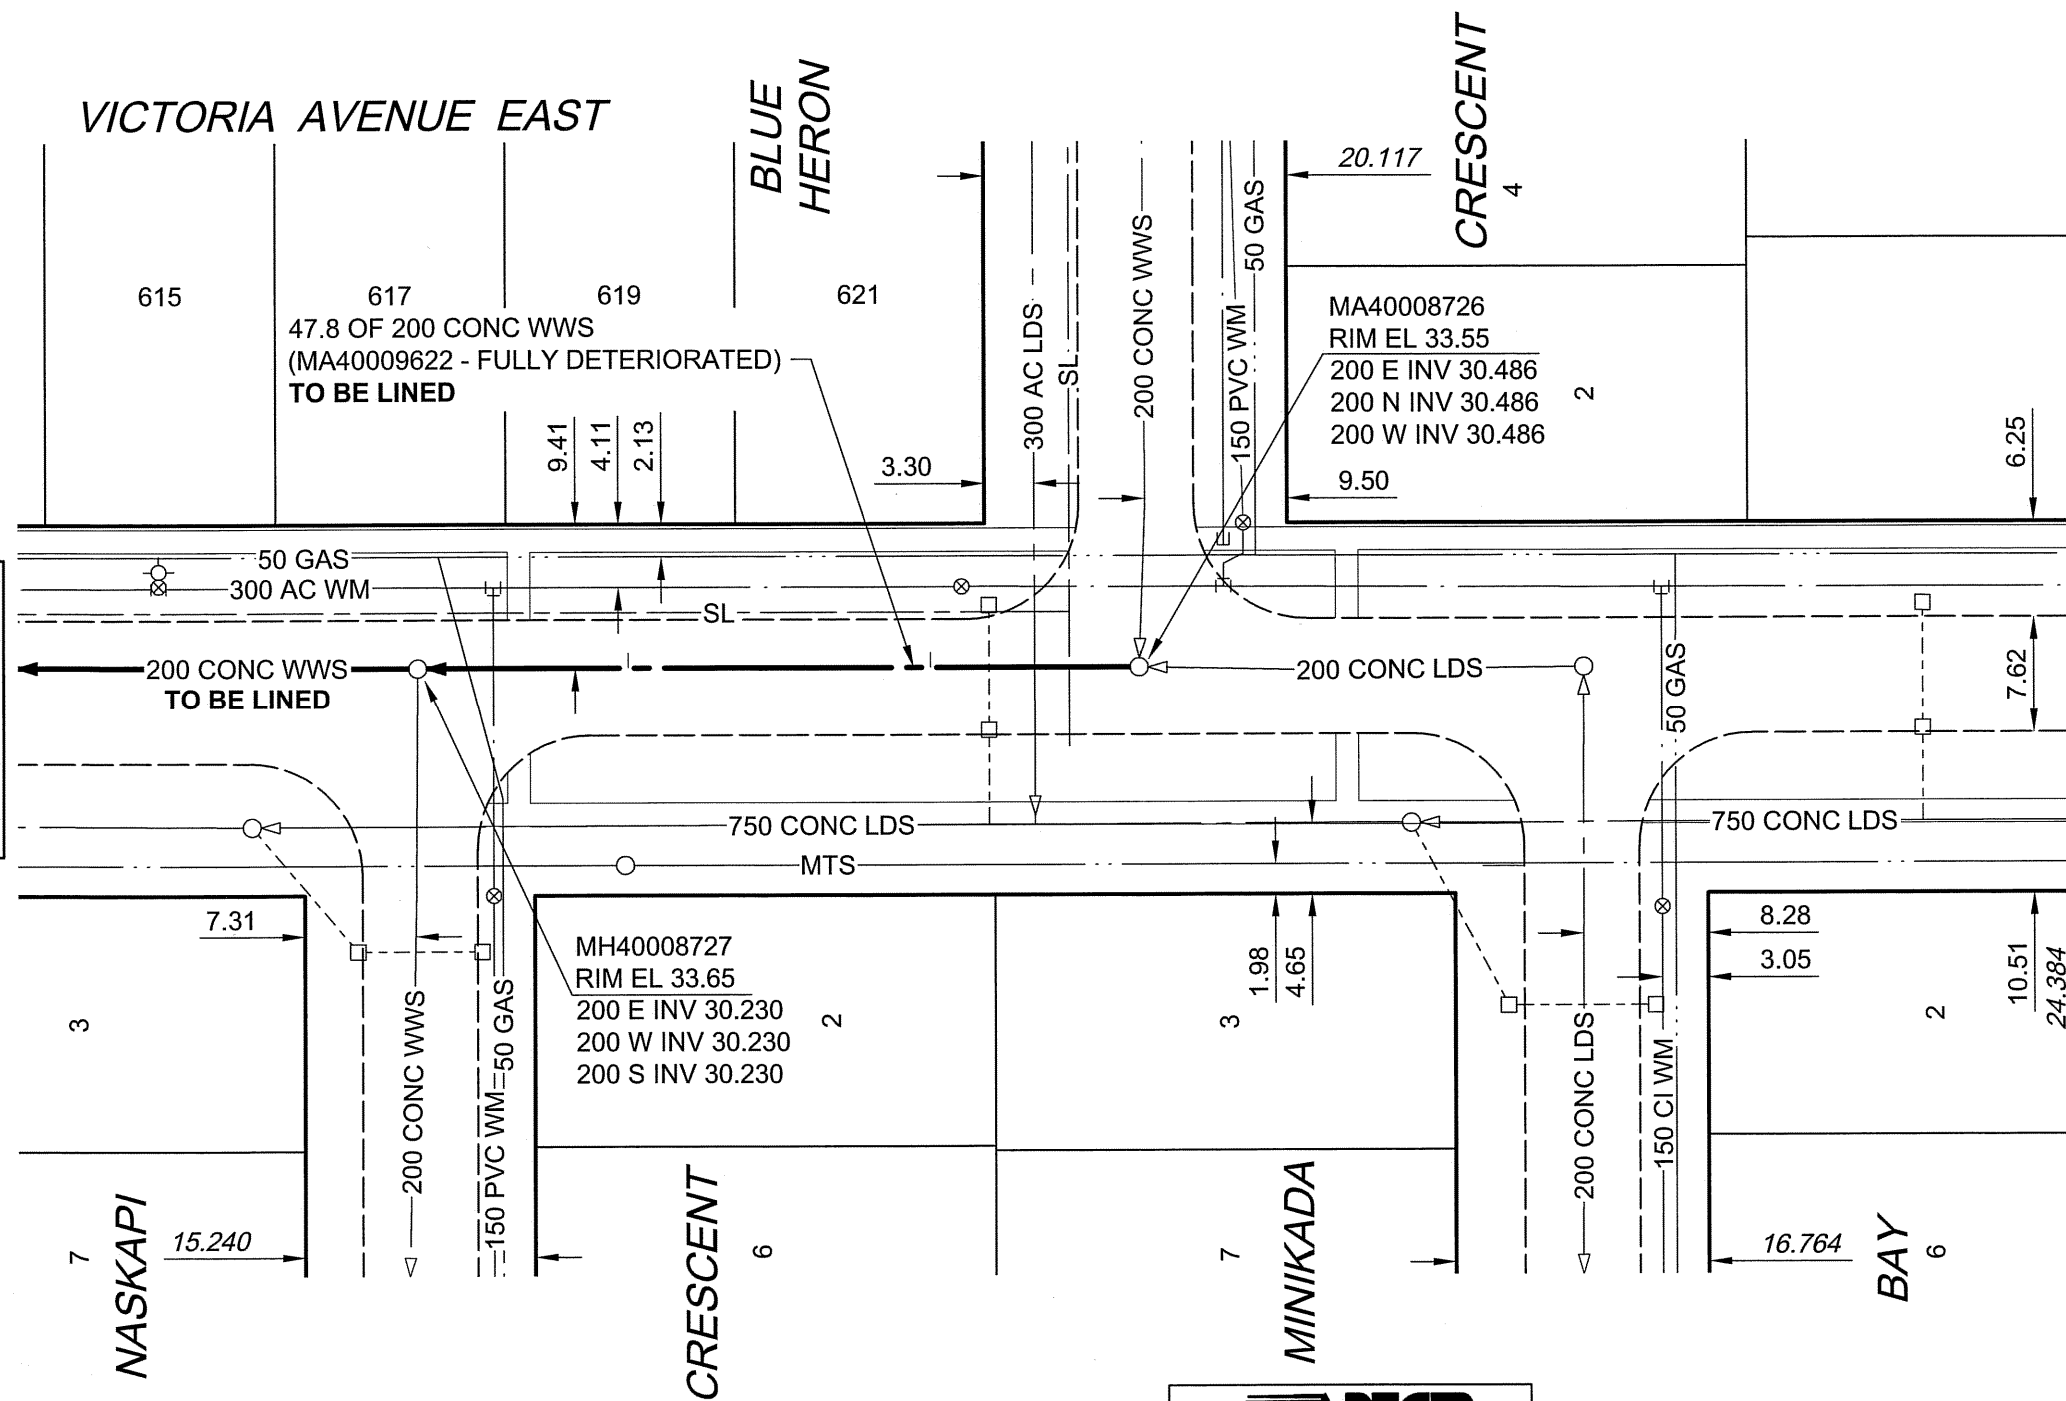 VICTORIA AVENUE EAST
BLUE
HERON
CRESCENT
20.117
4
615
617
619
621
47.8 OF 200 CONC WWS
(MA40009622 - FULLY DETERIORATED)
TO BE LINED
300 AC LDS
SL
200 CONC WWS
150 PVC WM
50 GAS
MA40008726
RIM EL 33.55
200 E INV 30.486
200 N INV 30.486
200 W INV 30.486
2
9.41
4.11
2.13
3.30
9.50
6.25
50 GAS
300 AC WM
SL
200 CONC WWS
TO BE LINED
200 CONC LDS
50 GAS
7.62
750 CONC LDS
750 CONC LDS
MTS
7.31
MH40008727
RIM EL 33.65
200 E INV 30.230
200 W INV 30.230
200 S INV 30.230
3
2
3
2
1.98
4.65
8.28
3.05
10.51
24.384
200 CONC WWS
150 PVC WM
50 GAS
200 CONC LDS
150 CI WM
NASKAPI
15.240
7
CRESCENT
6
7
MINIKADA
16.764
BAY
6